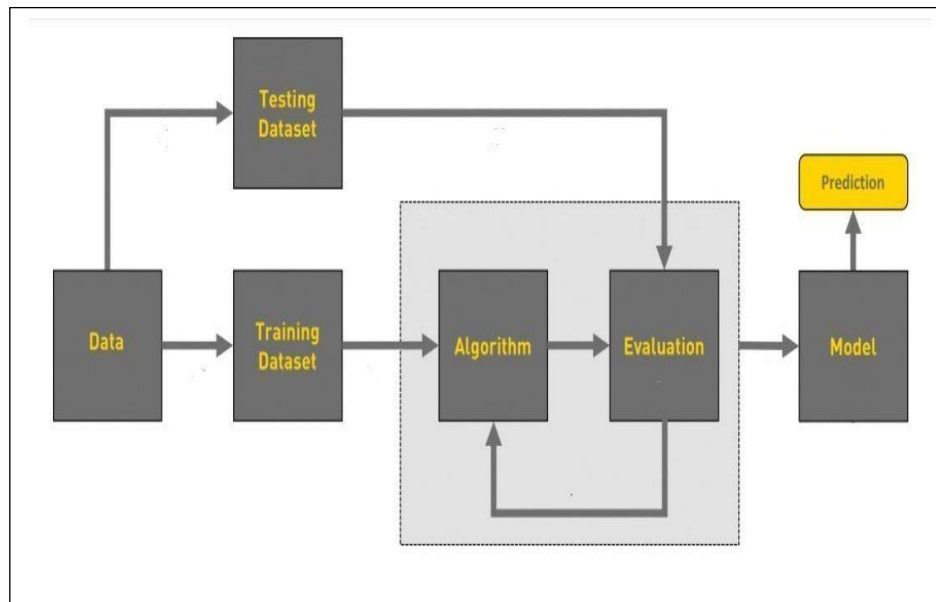 Testing
Dataset
Prediction
Data
Training
Dataset
Algorithm
Evaluation
Model